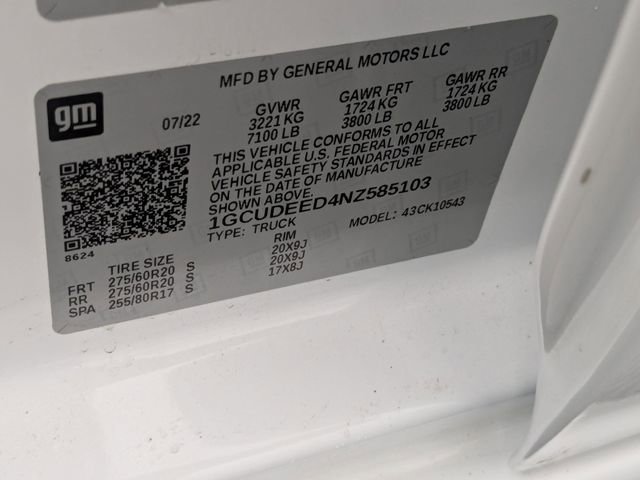 MFD BY GENERAL MOTORS LLC
gm
07/22
GVWR GAWR FRT GAWR RR
3221 KG 1724 KG 1724 KG
7100 LB 3800 LB 3800 LB
THIS VEHICLE CONFORMS TO ALL
APPLICABLE U.S. FEDERAL MOTOR
VEHICLE SAFETY STANDARDS IN EFFECT
ON THE DATE OF MANUFACTURE
SHOWN ABOVE.
1GCUDEED4NZ585103
TYPE: TRUCK MODEL: 43CK10543
8624
TIRE SIZE RIM
FRT 275/60R20 S 20X9J
RR 275/60R20 S 20X9J
SPA 255/80R17 S 17X8J